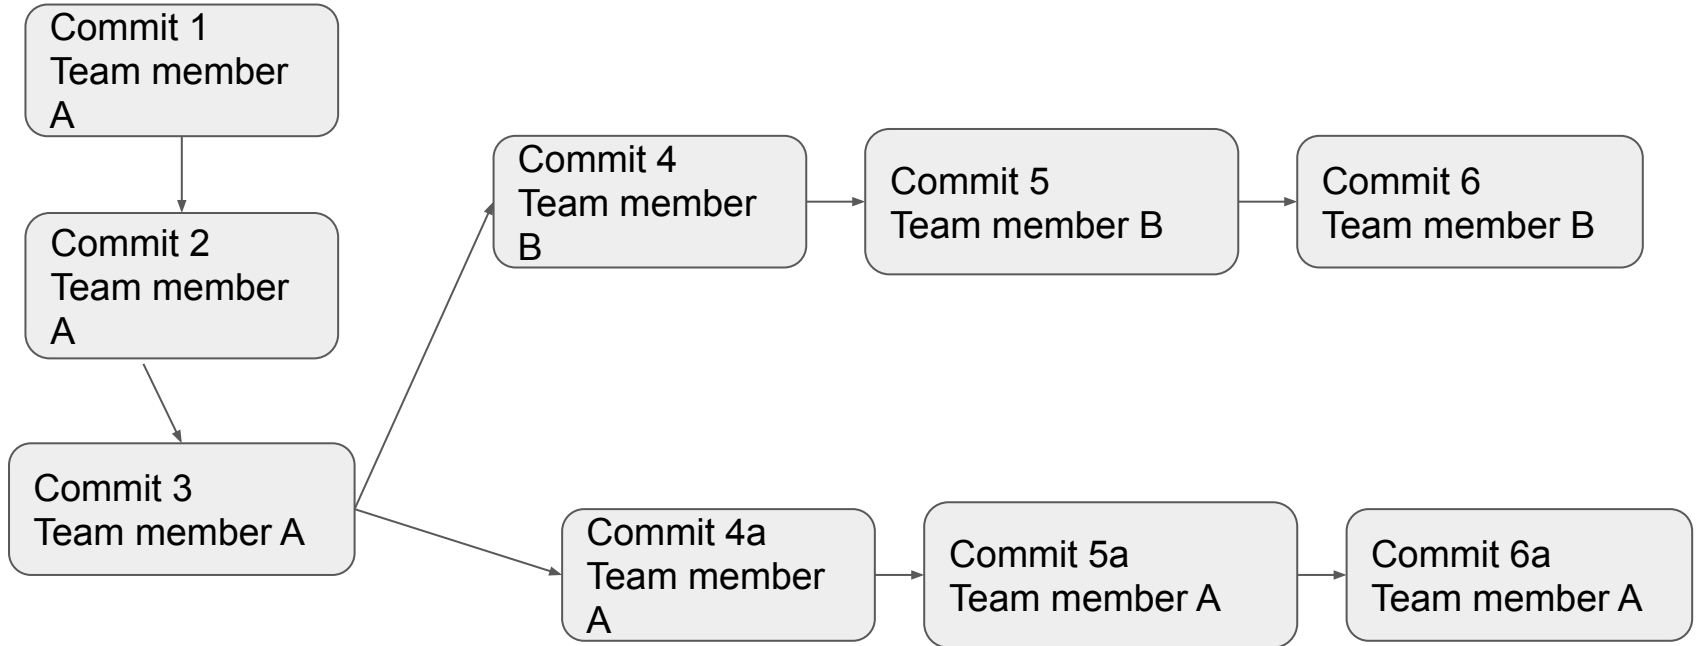 Commit 1
Team member
A
Commit 2
Team member
A
Commit 3
Team member A
Commit 4
Team member
B
Commit 5
Team member B
Commit 6
Team member B
Commit 4a
Team member
A
Commit 5a
Team member A
Commit 6a
Team member A